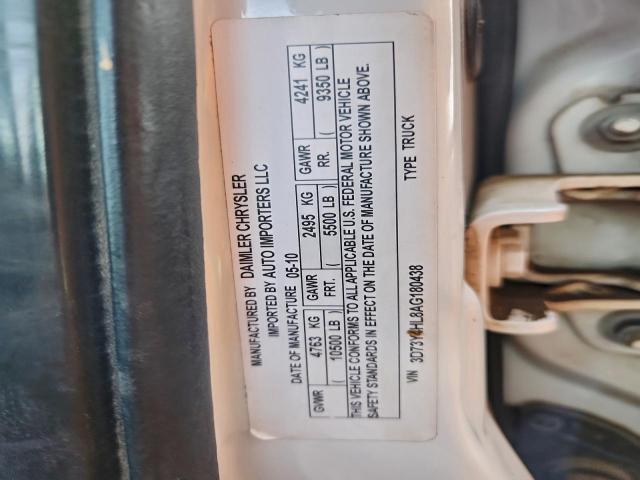 MANUFACTURED BY DAIMLER CHRYSLER
IMPORTED BY AUTO IMPORTERS LLC
DATE OF MANUFACTURE 05-10
GVWR 4763 KG GAWR 2495 KG GAWR 4241 KG
( 10500 LB ) FRT. ( 5500 LB ) RR. ( 9350 LB )
THIS VEHICLE CONFORMS TO ALL APPLICABLE U.S. FEDERAL MOTOR VEHICLE
SAFETY STANDARDS IN EFFECT ON THE DATE OF MANUFACTURE SHOWN ABOVE.
VIN 3D73Y4HL8AG180438 TYPE TRUCK